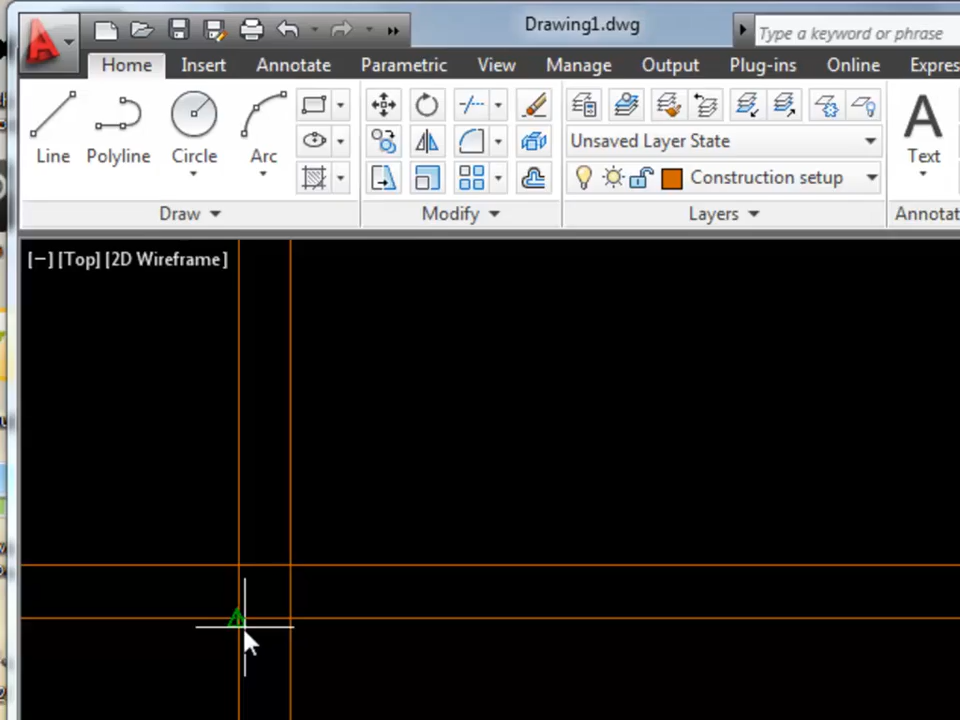 Drawing1.dwg
Type a keyword or phrase
Home Insert Annotate Parametric View Manage Output Plug-ins Online Expres
Line Polyline Circle Arc
Unsaved Layer State
Construction setup
Text
Draw Modify Layers Annotat
[−] [Top] [2D Wireframe]